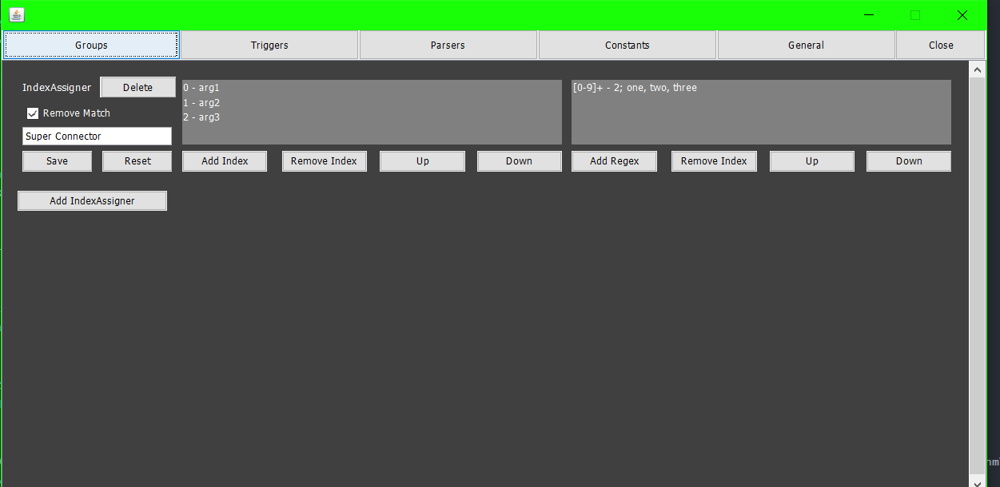 Groups Triggers Parsers Constants General Close
IndexAssigner Delete
Remove Match
Super Connector
Save Reset
0 - arg1
1 - arg2
2 - arg3
Add Index Remove Index Up Down
[0-9]+ - 2; one, two, three
Add Regex Remove Index Up Down
Add IndexAssigner